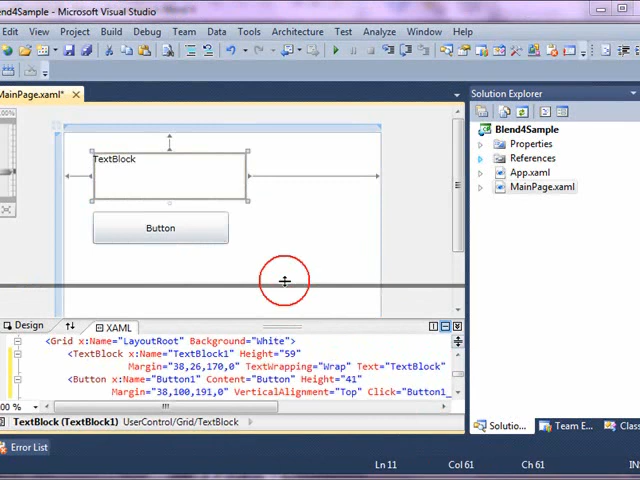 Blend4Sample - Microsoft Visual Studio
Edit View Project Build Debug Team Data Tools Architecture Test Analyze Window Help
MainPage.xaml*
Solution Explorer
Blend4Sample
Properties
References
App.xaml
MainPage.xaml
TextBlock
Button
Design XAML
<Grid x:Name="LayoutRoot" Background="White">
<TextBlock x:Name="TextBlock1" Height="59"
Margin="38,26,170,0" TextWrapping="Wrap" Text="TextBlock"
<Button x:Name="Button1" Content="Button" Height="41"
Margin="38,100,191,0" VerticalAlignment="Top" Click="Button1_
00 %
TextBlock (TextBlock1) UserControl/Grid/TextBlock
Solutio... Team E... Class
Error List
Ln 11 Col 61 Ch 61 IN